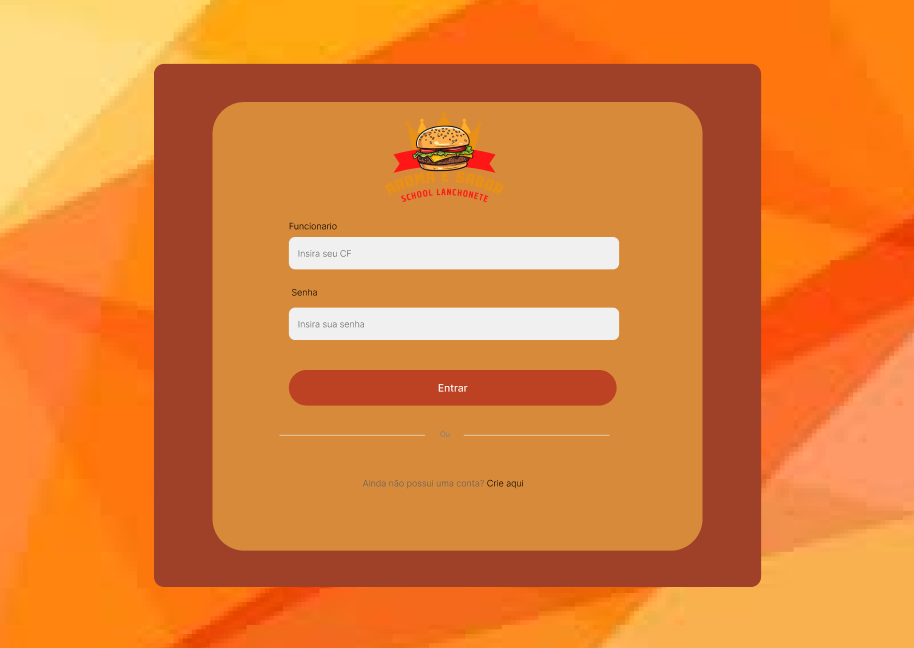 SCHOOL LANCHONETE
Funcionario
Insira seu CF
Senha
Insira sua senha
Entrar
Ou
Ainda não possui uma conta? Crie aqui